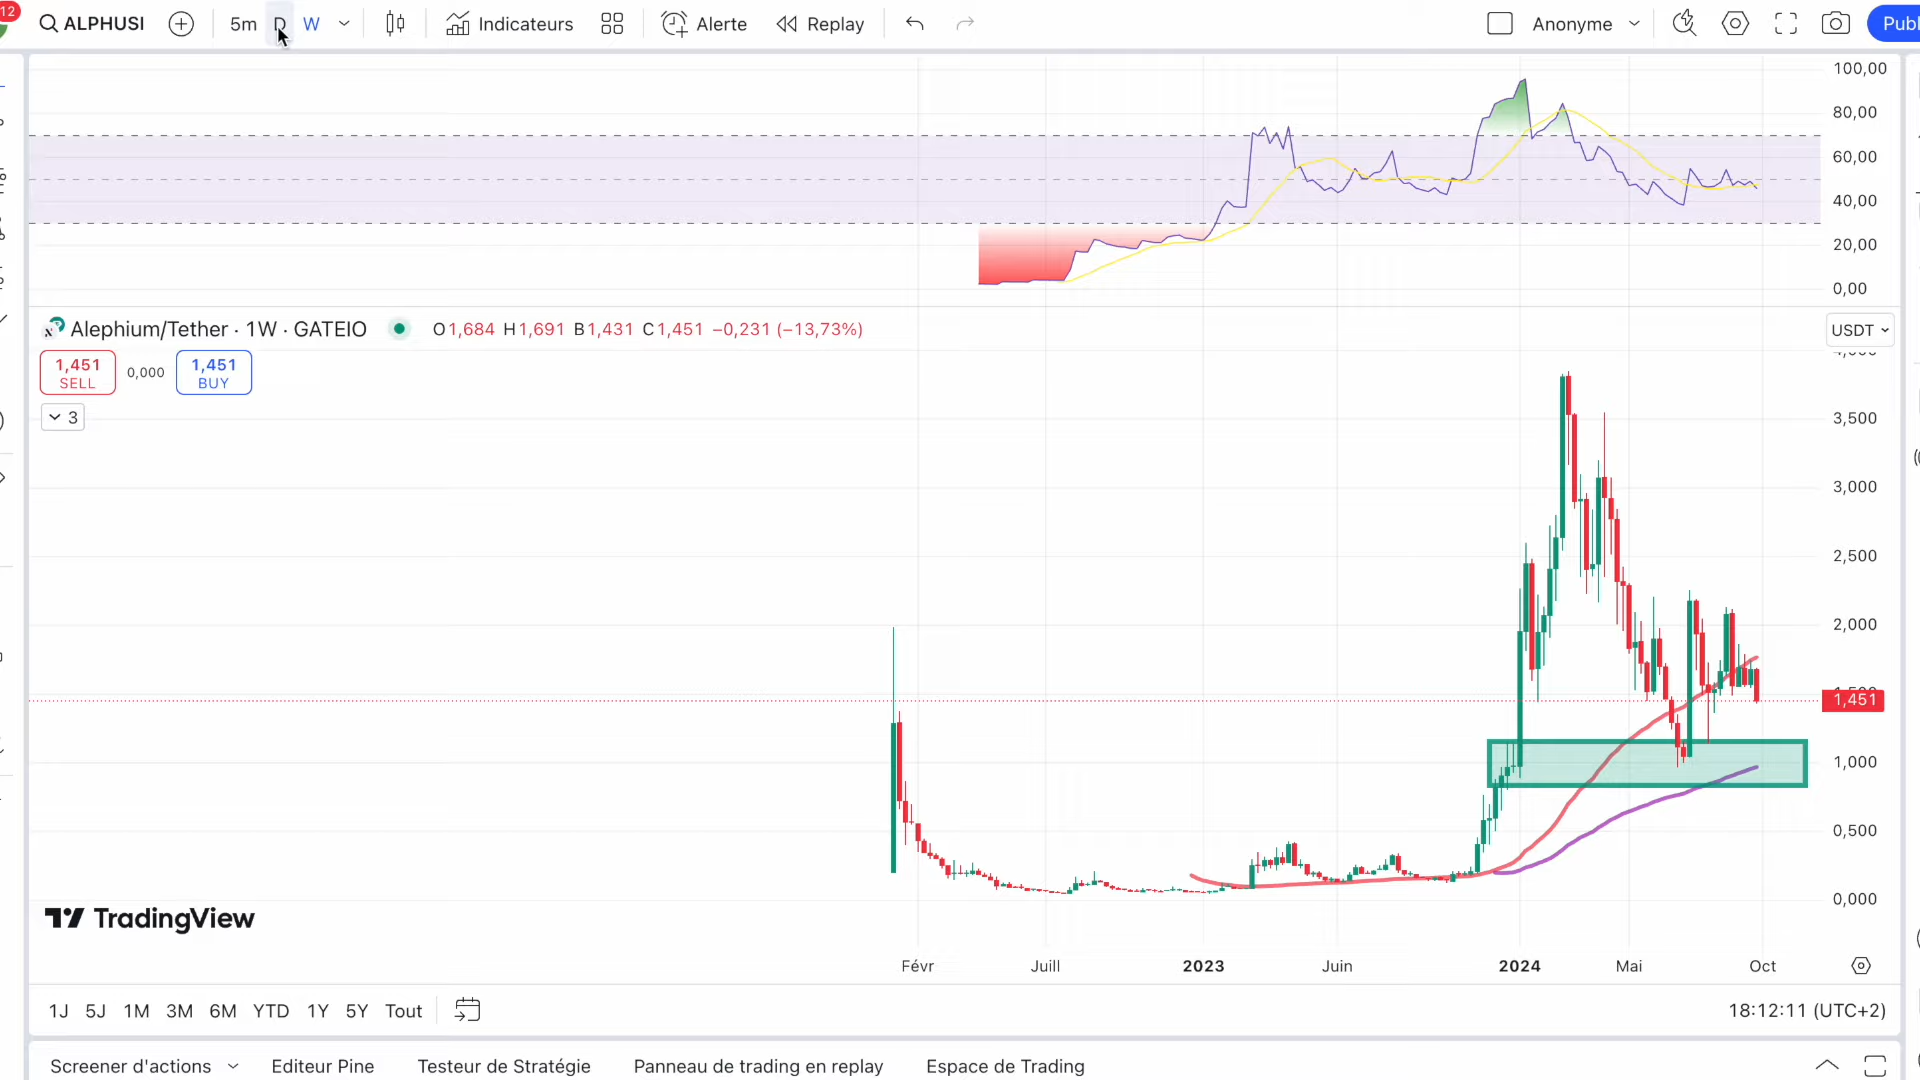 12
ALPHUSI
5m D W
Indicateurs
Alerte
Replay
Anonyme
Publ
100,00
80,00
60,00
40,00
20,00
0,00
Alephium/Tether · 1W · GATEIO
O1,684 H1,691 B1,431 C1,451 −0,231 (−13,73%)
USDT
1,451
SELL
0,000
1,451
BUY
3
3,500
3,000
2,500
2,000
1,451
1,000
0,500
0,000
TradingView
Févr Juill 2023 Juin 2024 Mai Oct
1J 5J 1M 3M 6M YTD 1Y 5Y Tout
18:12:11 (UTC+2)
Screener d'actions Editeur Pine Testeur de Stratégie Panneau de trading en replay Espace de Trading